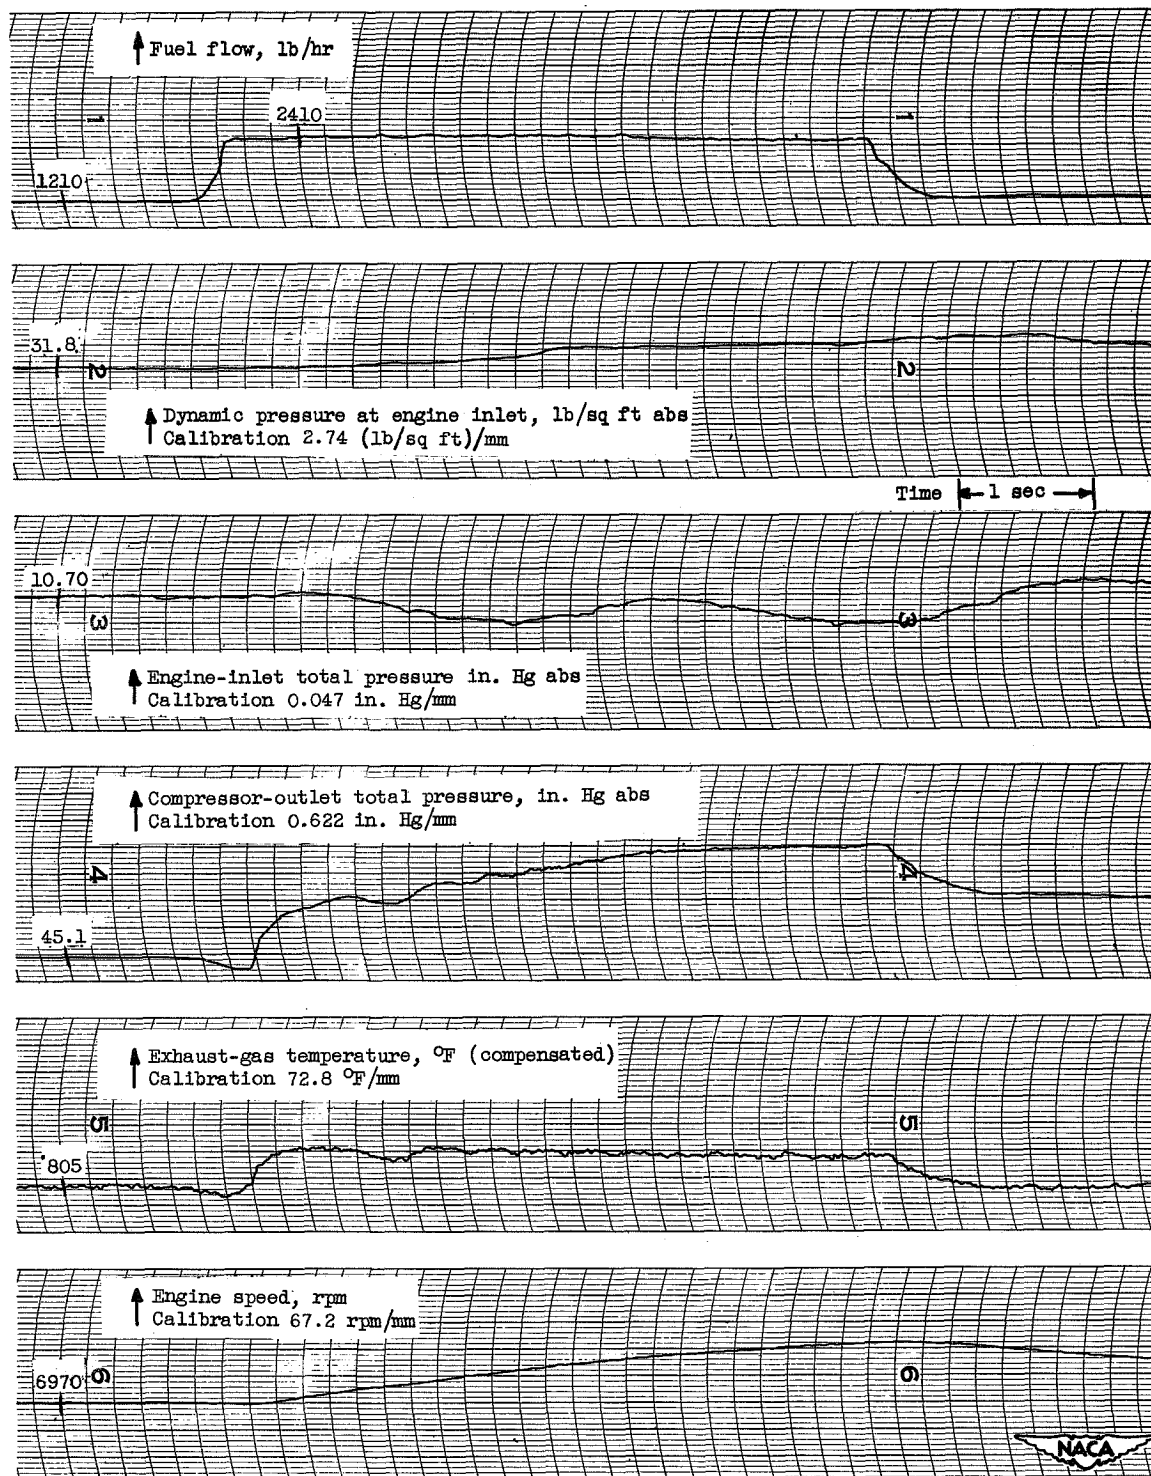 Fuel flow, lb/hr
1
2410
1
1210
31.8
2
2
Dynamic pressure at engine inlet, lb/sq ft abs
Calibration 2.74 (lb/sq ft)/mm
Time 1 sec
10.70
3
3
Engine-inlet total pressure in. Hg abs
Calibration 0.047 in. Hg/mm
Compressor-outlet total pressure, in. Hg abs
Calibration 0.622 in. Hg/mm
4
4
45.1
Exhaust-gas temperature, °F (compensated)
Calibration 72.8 °F/mm
5
5
805
Engine speed, rpm
Calibration 67.2 rpm/mm
6970
6
6
NACA